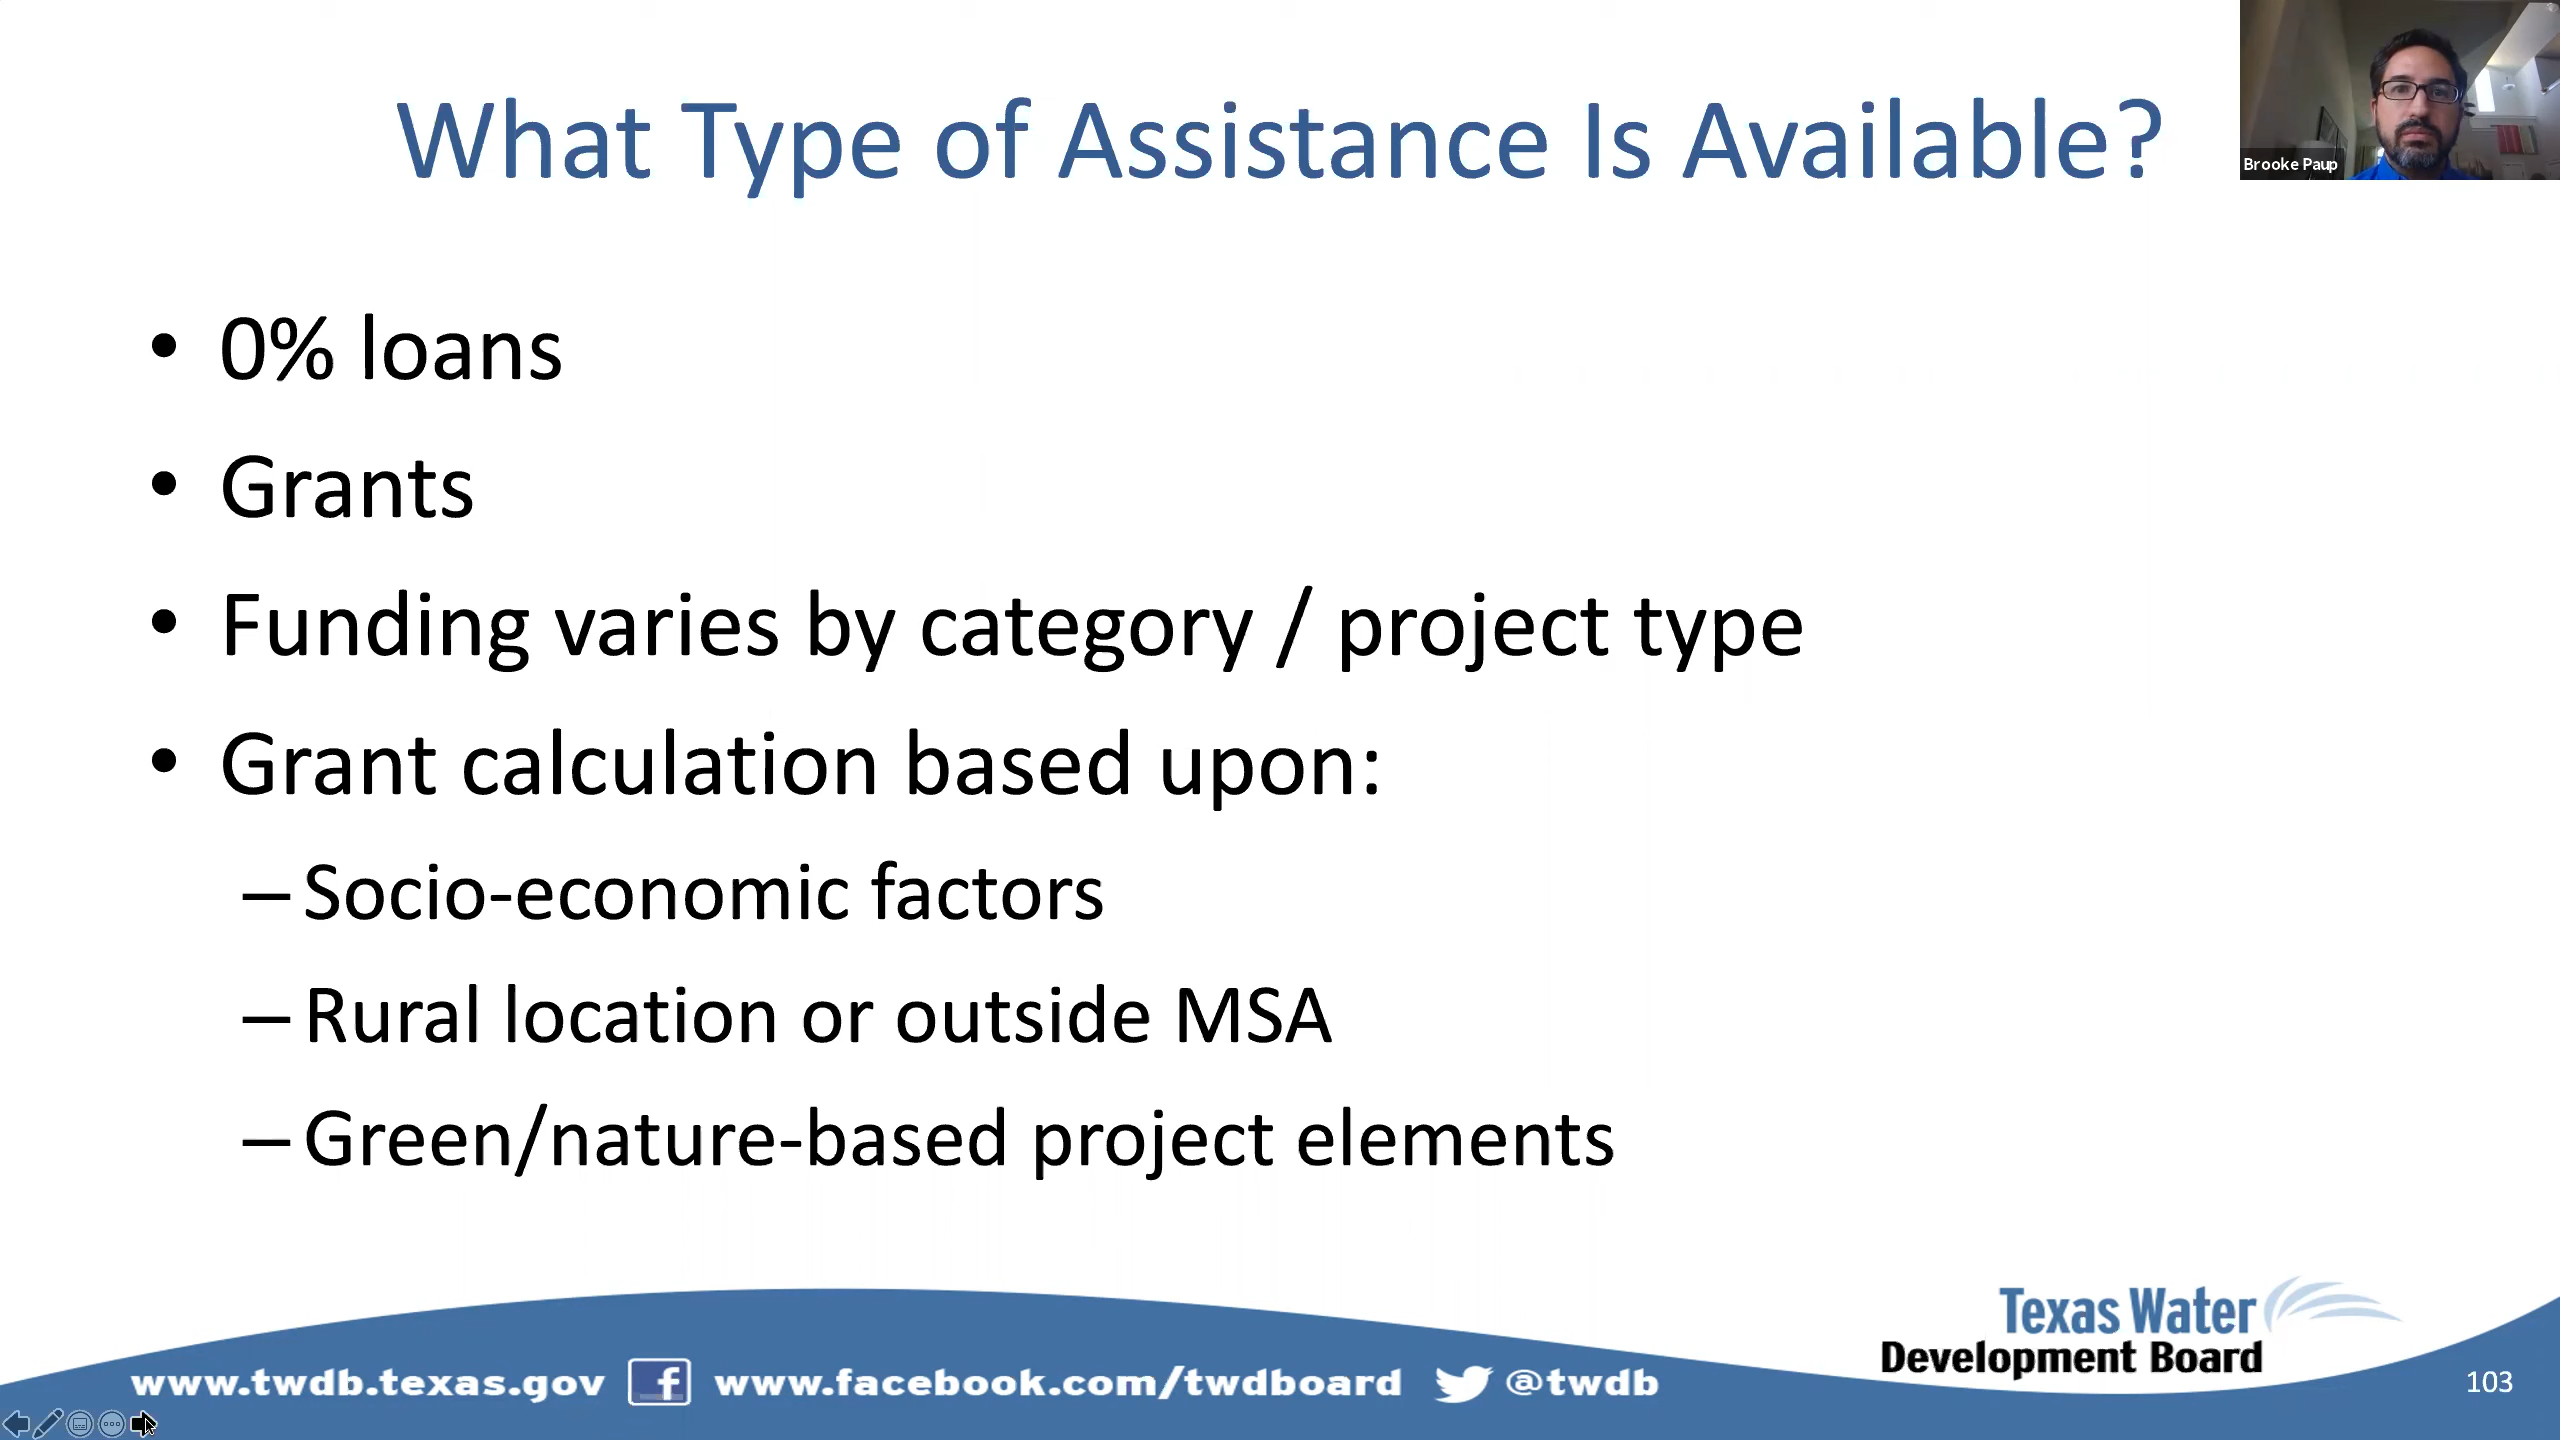 What Type of Assistance Is Available?
Brooke Paup
• 0% loans
• Grants
• Funding varies by category / project type
• Grant calculation based upon:
– Socio-economic factors
– Rural location or outside MSA
– Green/nature-based project elements
Texas Water
Development Board
www.twdb.texas.gov f www.facebook.com/twdboard @twdb
103